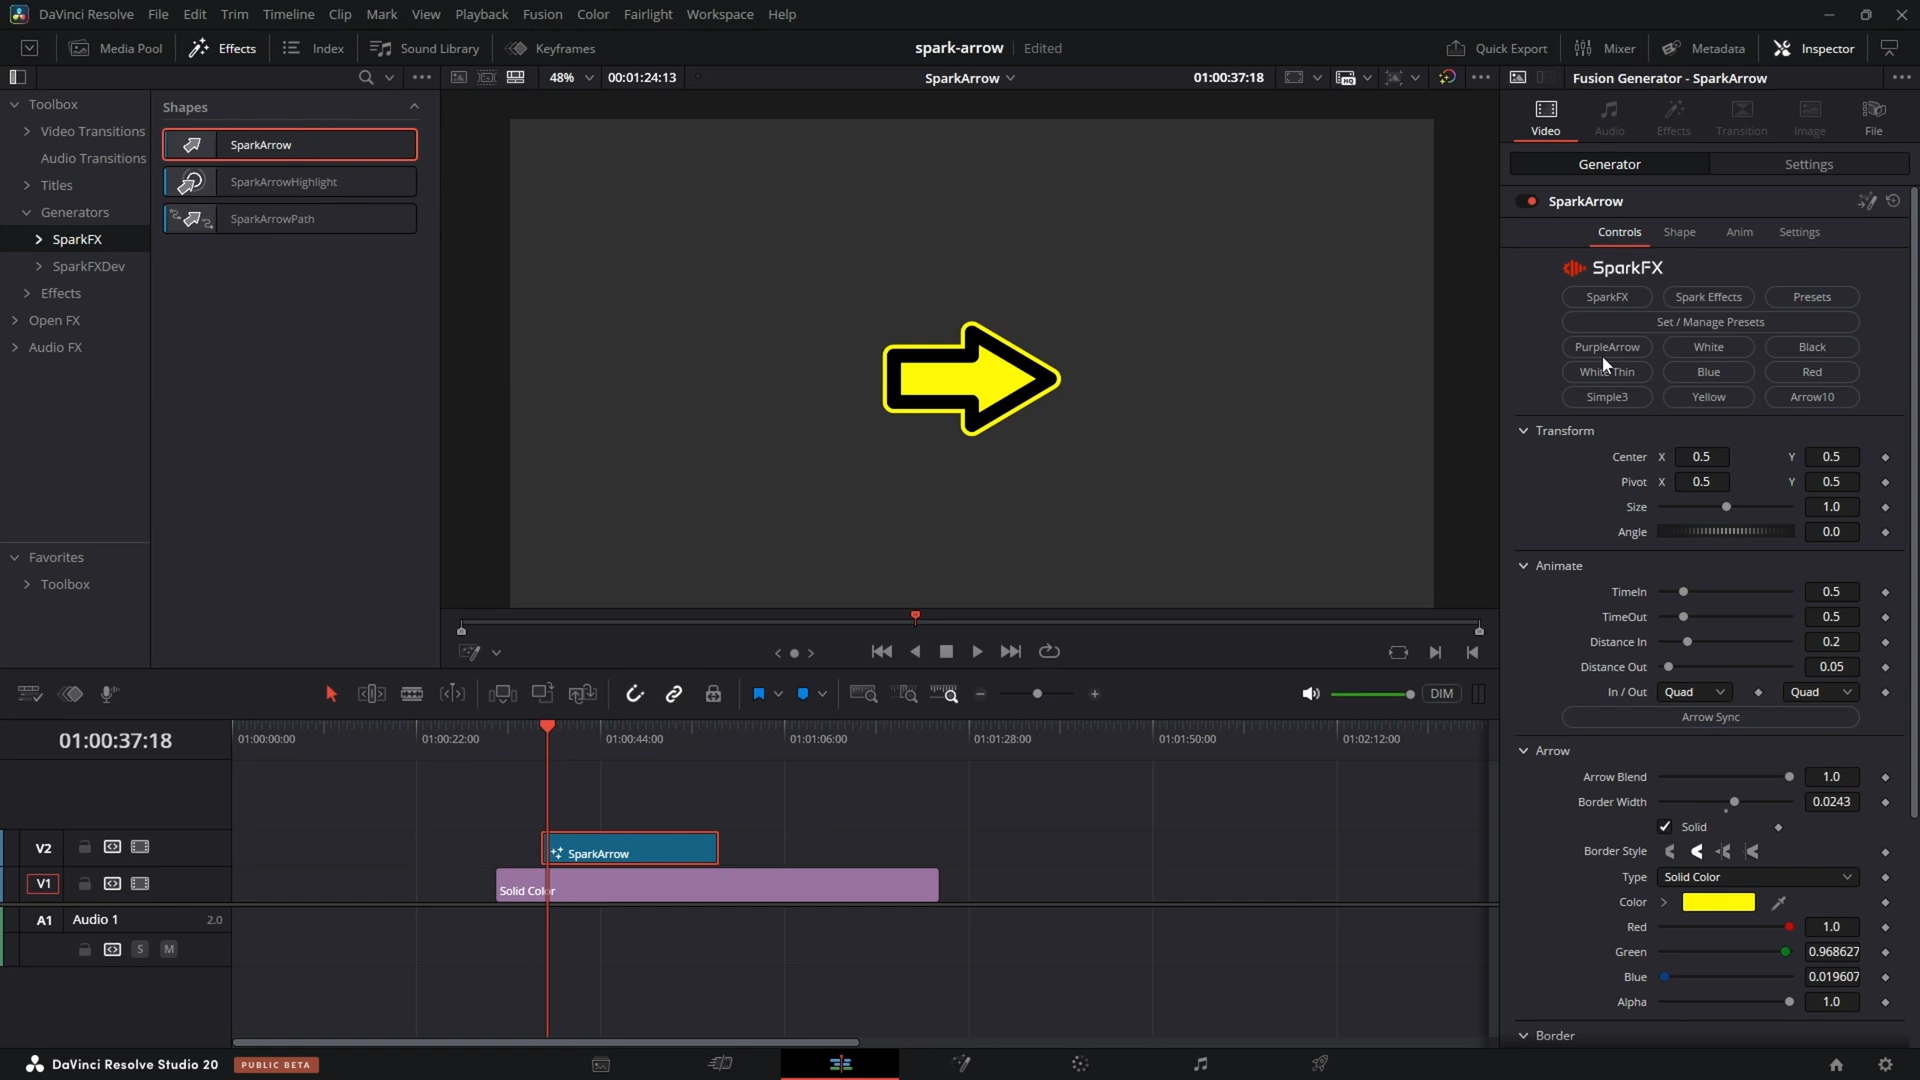 DaVinci Resolve File Edit Trim Timeline Clip Mark View Playback Fusion Color Fairlight Workspace Help
Media Pool Effects Index Sound Library Keyframes spark-arrow Edited Quick Export Mixer Metadata Inspector
48% 00:01:24:13 SparkArrow 01:00:37:18 Fusion Generator - SparkArrow
Toolbox
Video Transitions
Audio Transitions
Titles
Generators
SparkFX
SparkFXDev
Effects
Open FX
Audio FX
Favorites
Toolbox
Shapes
SparkArrow
SparkArrowHighlight
SparkArrowPath
Video Audio Effects Transition Image File
Generator Settings
SparkArrow
Controls Shape Anim Settings
SparkFX
SparkFX Spark Effects Presets
Set / Manage Presets
PurpleArrow White Black
White Thin Blue Red
Simple3 Yellow Arrow10
Transform
Center X 0.5 Y 0.5
Pivot X 0.5 Y 0.5
Size 1.0
Angle 0.0
Animate
TimeIn 0.5
TimeOut 0.5
Distance In 0.2
Distance Out 0.05
In / Out Quad Quad
Arrow Sync
Arrow
Arrow Blend 1.0
Border Width 0.0243
Solid
Border Style
Type Solid Color
Color
Red 1.0
Green 0.968627
Blue 0.019607
Alpha 1.0
Border
DIM
01:00:37:18 01:00:00:00 01:00:22:00 01:00:44:00 01:01:06:00 01:01:28:00 01:01:50:00 01:02:12:00
V2 SparkArrow
V1 Solid Color
A1 Audio 1 2.0
S M
DaVinci Resolve Studio 20 PUBLIC BETA